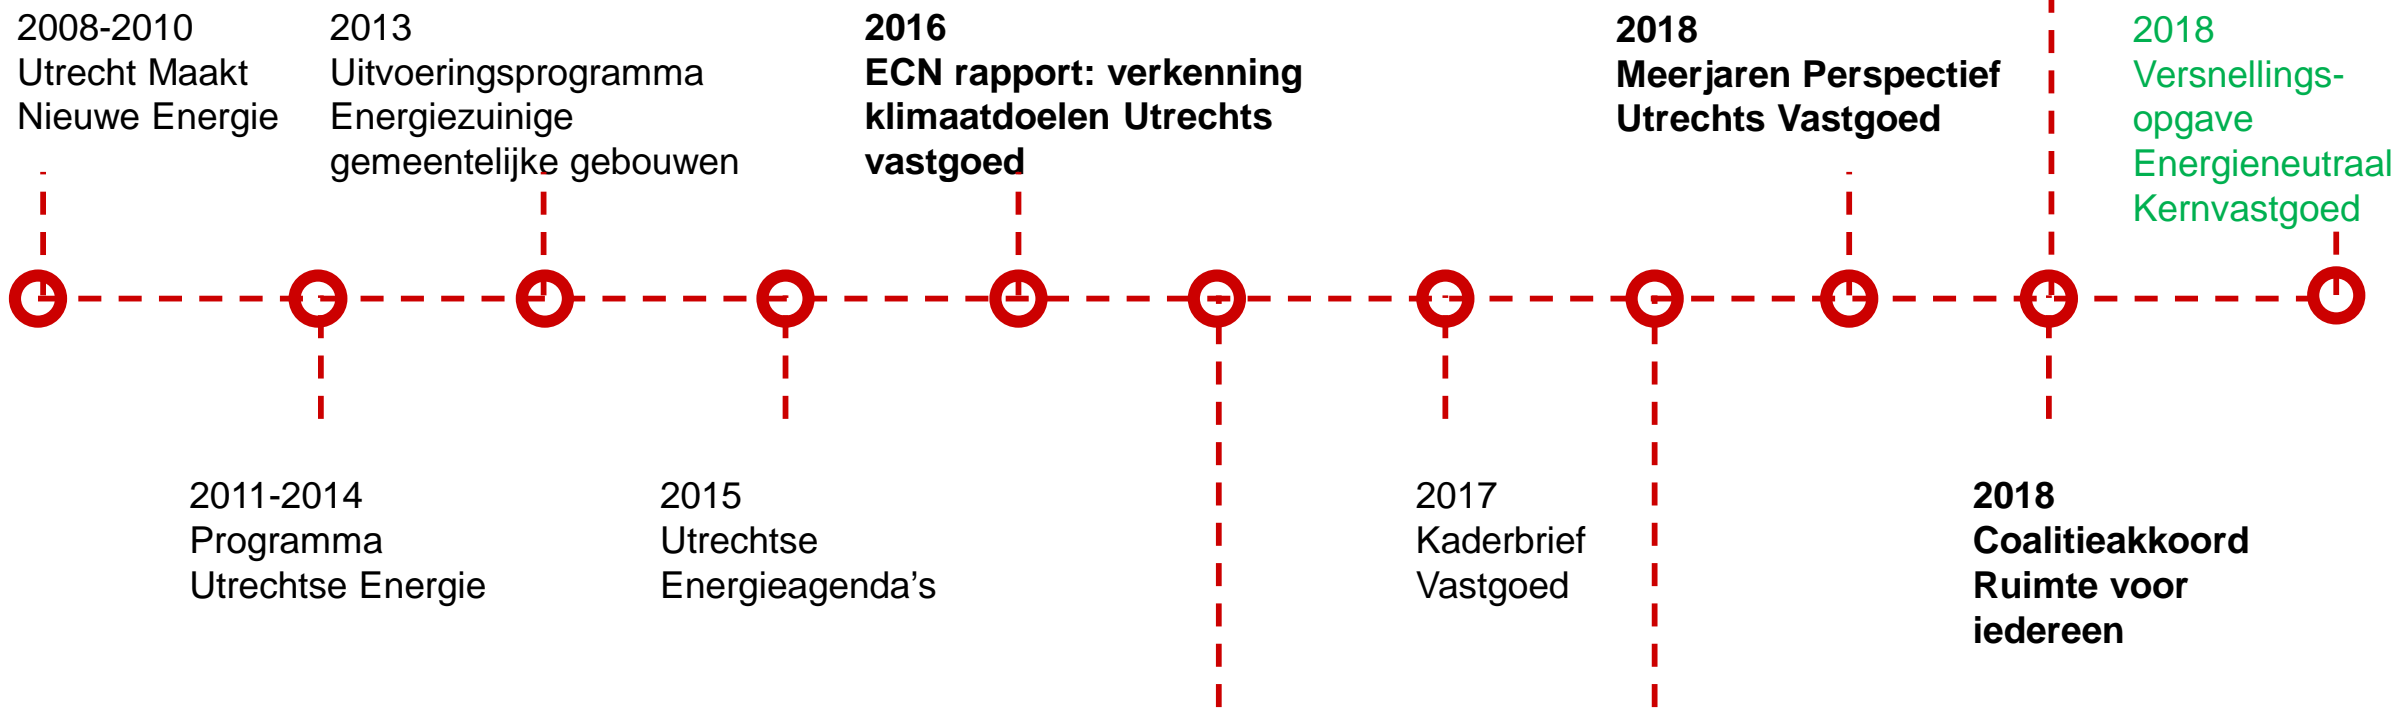 2008-2010
Utrecht Maakt
Nieuwe Energie
2013
Uitvoeringsprogramma
Energiezuinige
gemeentelijke gebouwen
2016
ECN rapport: verkenning
klimaatdoelen Utrechts
vastgoed
2018
Meerjaren Perspectief
Utrechts Vastgoed
2018
Versnellings-
opgave
Energieneutraal
Kernvastgoed
2011-2014
Programma
Utrechtse Energie
2015
Utrechtse
Energieagenda’s
2017
Kaderbrief
Vastgoed
2018
Coalitieakkoord
Ruimte voor
iedereen